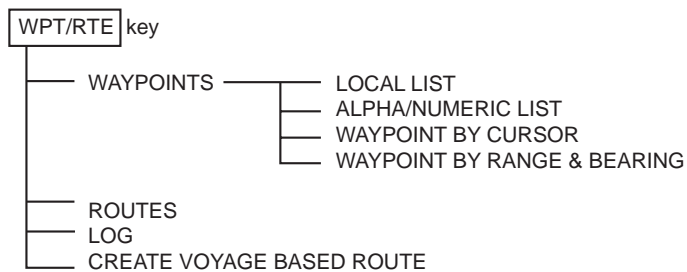 WPT/RTE key
WAYPOINTS
LOCAL LIST
ALPHA/NUMERIC LIST
WAYPOINT BY CURSOR
WAYPOINT BY RANGE & BEARING
ROUTES
LOG
CREATE VOYAGE BASED ROUTE